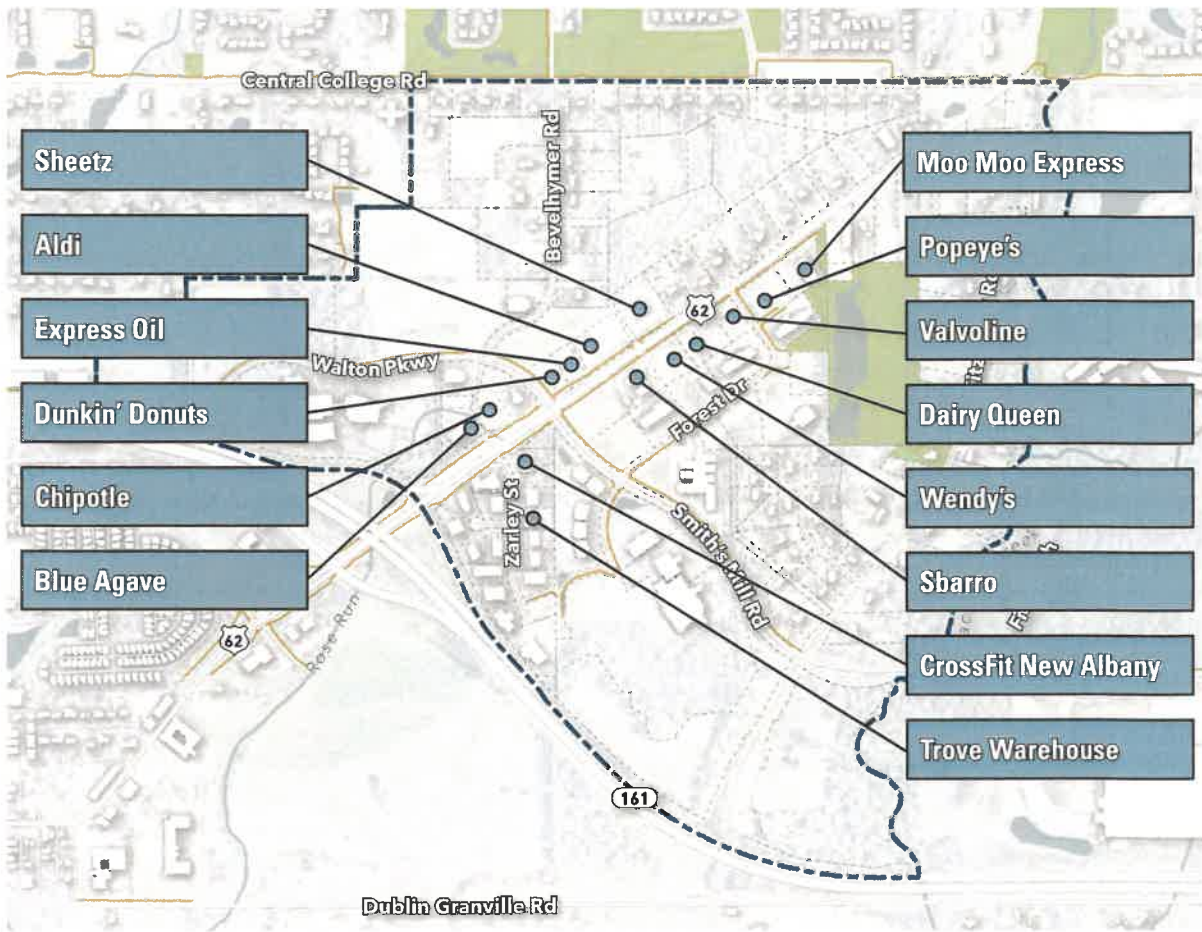 Central College Rd
Bevelhymer Rd
Sheetz
Aldi
Express Oil
Dunkin' Donuts
Chipotle
Blue Agave
Moo Moo Express
Popeye's
Valvoline
Dairy Queen
Wendy's
Sbarro
CrossFit New Albany
Trove Warehouse
62
Walton Pkwy
Forest Dr
Zarley St
Smith's Mill Rd
Rose Run
62
161
Dublin Granville Rd